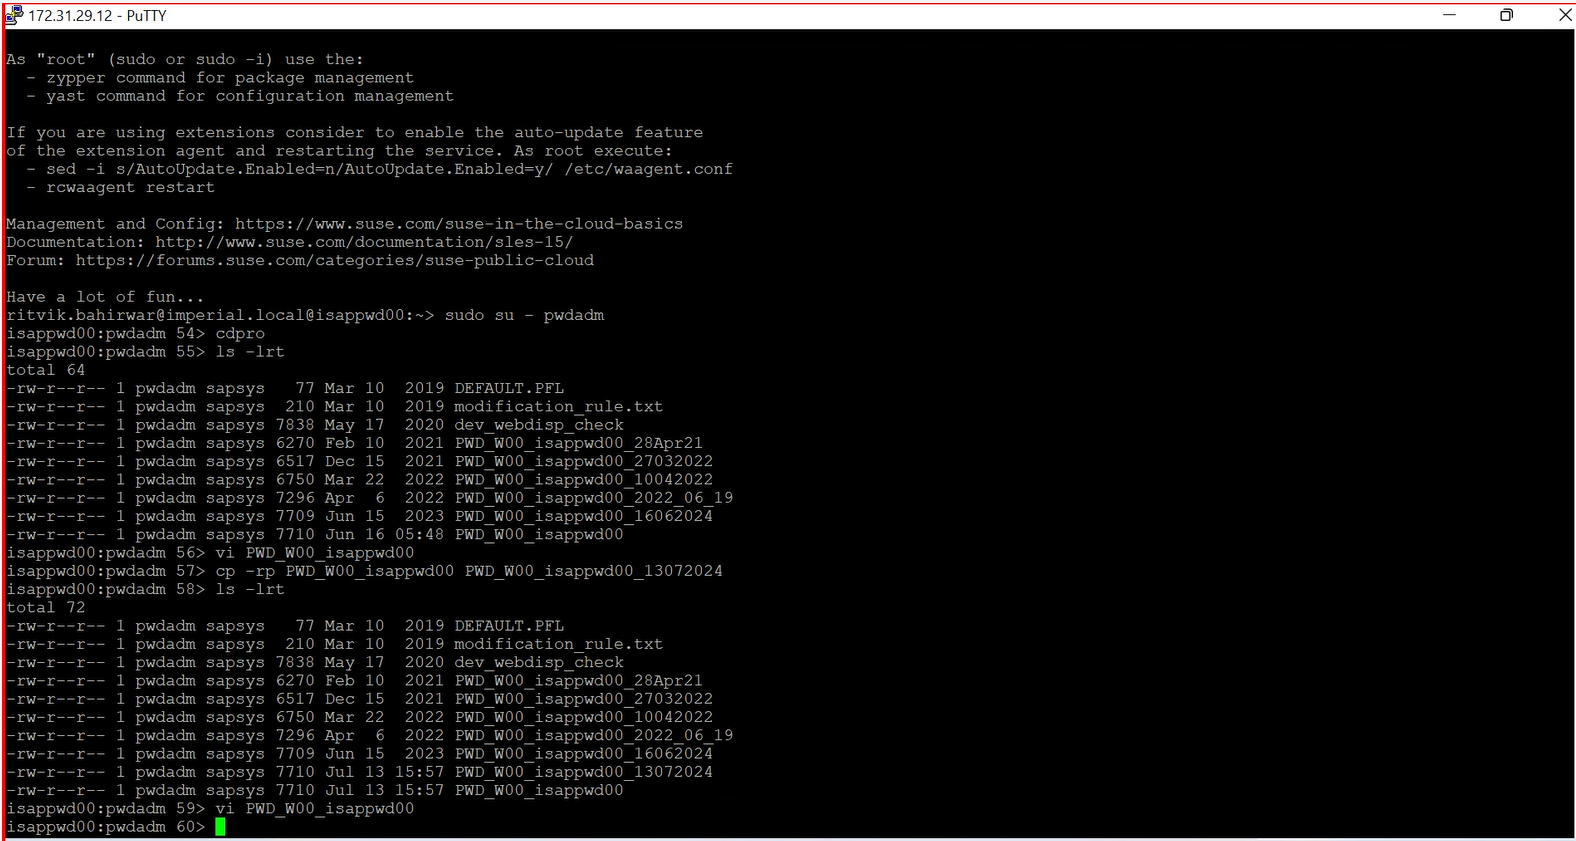 172.31.29.12 - PuTTY
As "root" (sudo or sudo -i) use the:
  - zypper command for package management
  - yast command for configuration management
If you are using extensions consider to enable the auto-update feature
of the extension agent and restarting the service. As root execute:
  - sed -i s/AutoUpdate.Enabled=n/AutoUpdate.Enabled=y/ /etc/waagent.conf
  - rcwaagent restart
Management and Config: https://www.suse.com/suse-in-the-cloud-basics
Documentation: http://www.suse.com/documentation/sles-15/
Forum: https://forums.suse.com/categories/suse-public-cloud
Have a lot of fun...
ritvik.bahirwar@imperial.local@isappwd00:~> sudo su - pwdadm
isappwd00:pwdadm 54> cdpro
isappwd00:pwdadm 55> ls -lrt
total 64
-rw-r--r-- 1 pwdadm sapsys   77 Mar 10  2019 DEFAULT.PFL
-rw-r--r-- 1 pwdadm sapsys  210 Mar 10  2019 modification_rule.txt
-rw-r--r-- 1 pwdadm sapsys 7838 May 17  2020 dev_webdisp_check
-rw-r--r-- 1 pwdadm sapsys 6270 Feb 10  2021 PWD_W00_isappwd00_28Apr21
-rw-r--r-- 1 pwdadm sapsys 6517 Dec 15  2021 PWD_W00_isappwd00_27032022
-rw-r--r-- 1 pwdadm sapsys 6750 Mar 22  2022 PWD_W00_isappwd00_10042022
-rw-r--r-- 1 pwdadm sapsys 7296 Apr  6  2022 PWD_W00_isappwd00_2022_06_19
-rw-r--r-- 1 pwdadm sapsys 7709 Jun 15  2023 PWD_W00_isappwd00_16062024
-rw-r--r-- 1 pwdadm sapsys 7710 Jun 16 05:48 PWD_W00_isappwd00
isappwd00:pwdadm 56> vi PWD_W00_isappwd00
isappwd00:pwdadm 57> cp -rp PWD_W00_isappwd00 PWD_W00_isappwd00_13072024
isappwd00:pwdadm 58> ls -lrt
total 72
-rw-r--r-- 1 pwdadm sapsys   77 Mar 10  2019 DEFAULT.PFL
-rw-r--r-- 1 pwdadm sapsys  210 Mar 10  2019 modification_rule.txt
-rw-r--r-- 1 pwdadm sapsys 7838 May 17  2020 dev_webdisp_check
-rw-r--r-- 1 pwdadm sapsys 6270 Feb 10  2021 PWD_W00_isappwd00_28Apr21
-rw-r--r-- 1 pwdadm sapsys 6517 Dec 15  2021 PWD_W00_isappwd00_27032022
-rw-r--r-- 1 pwdadm sapsys 6750 Mar 22  2022 PWD_W00_isappwd00_10042022
-rw-r--r-- 1 pwdadm sapsys 7296 Apr  6  2022 PWD_W00_isappwd00_2022_06_19
-rw-r--r-- 1 pwdadm sapsys 7709 Jun 15  2023 PWD_W00_isappwd00_16062024
-rw-r--r-- 1 pwdadm sapsys 7710 Jul 13 15:57 PWD_W00_isappwd00_13072024
-rw-r--r-- 1 pwdadm sapsys 7710 Jul 13 15:57 PWD_W00_isappwd00
isappwd00:pwdadm 59> vi PWD_W00_isappwd00
isappwd00:pwdadm 60>